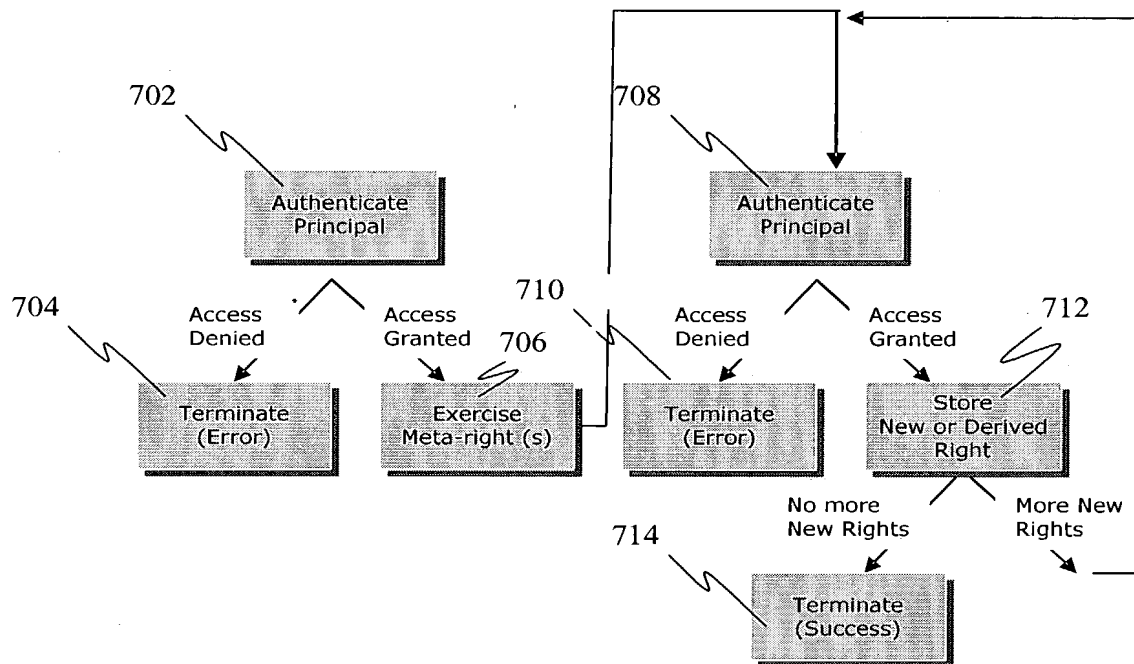 702
708
Authenticate
Principal
Authenticate
Principal
704
Access
Denied
Access
Granted
706
710
Access
Denied
Access
Granted
712
Terminate
(Error)
Exercise
Meta-right (s)
Terminate
(Error)
Store
New or Derived
Right
No more
New Rights
More New
Rights
714
Terminate
(Success)